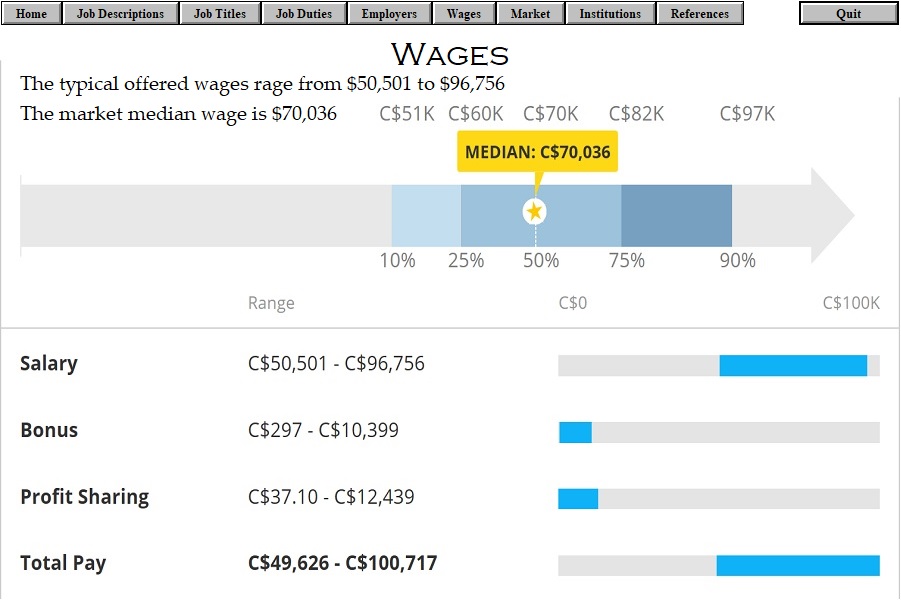 Home Job Descriptions Job Titles Job Duties Employers Wages Market Institutions References Quit
WAGES
The typical offered wages rage from $50,501 to $96,756
The market median wage is $70,036
C$51K C$60K C$70K C$82K C$97K
MEDIAN: C$70,036
10% 25% 50% 75% 90%
Range C$0 C$100K
Salary C$50,501 - C$96,756
Bonus C$297 - C$10,399
Profit Sharing C$37.10 - C$12,439
Total Pay C$49,626 - C$100,717